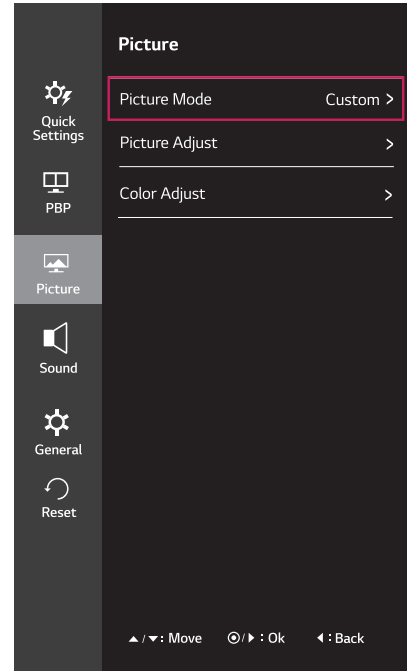 Picture
Quick
Settings
PBP
Picture
Sound
General
Reset
Picture Mode Custom >
Picture Adjust >
Color Adjust >
▲/▼: Move ◉/▶ : Ok ◀ : Back